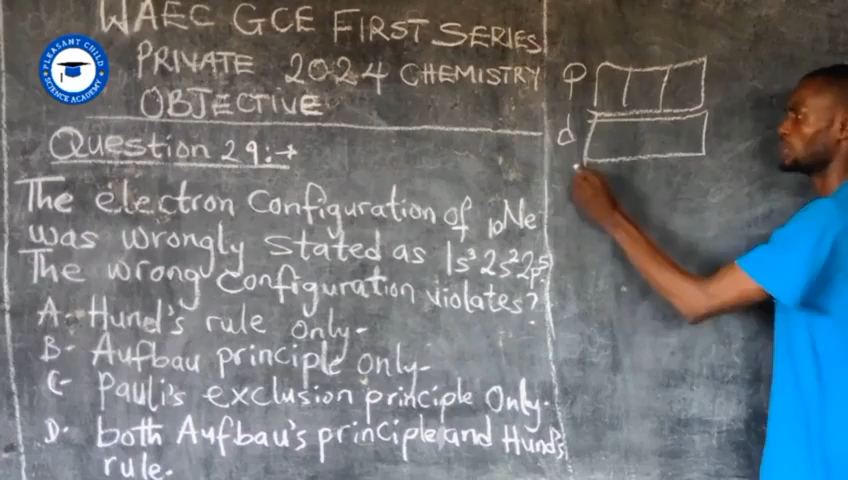 PLEASANT CHILD
SCIENCE ACADEMY
WAEC GCE FIRST SERIES
PRIVATE 2024 CHEMISTRY
OBJECTIVE
Question 29:→
The electron Configuration of ₁₀Ne
was wrongly stated as 1s³2s²2p⁵.
The wrong Configuration violates?
A- Hund's rule only-
B- Aufbau principle only-
C- Pauli's exclusion principle Only.
D. both Aufbau's principle and Hund's
rule.
p
d